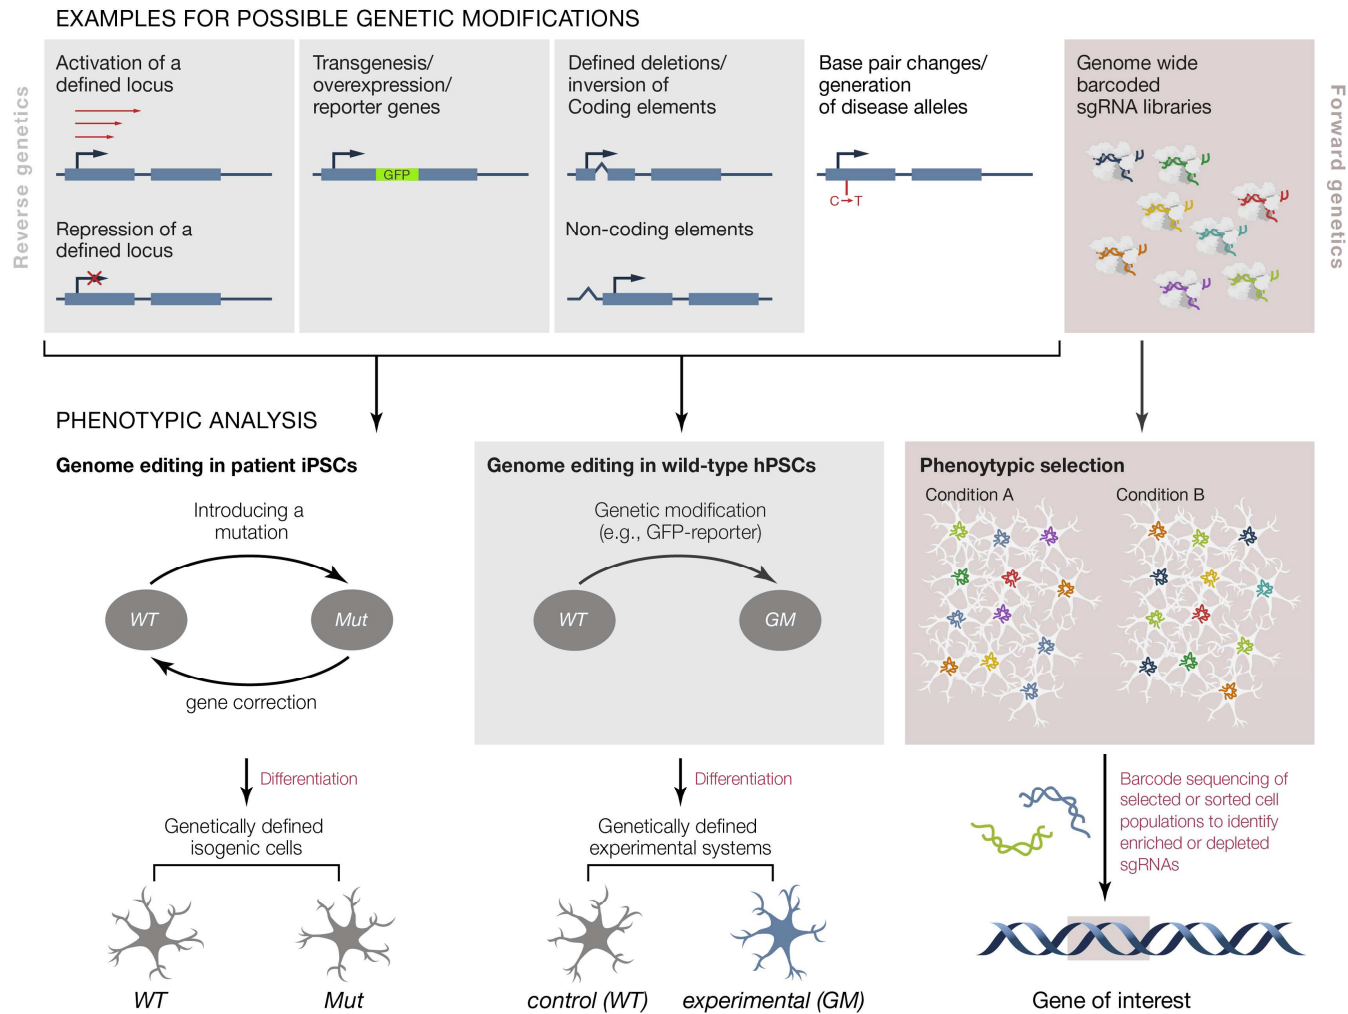 EXAMPLES FOR POSSIBLE GENETIC MODIFICATIONS
Reverse genetics
Activation of a
defined locus
Repression of a
defined locus
Transgenesis/
overexpression/
reporter genes
GFP
Defined deletions/
inversion of
Coding elements
Non-coding elements
Base pair changes/
generation
of disease alleles
C→T
Genome wide
barcoded
sgRNA libraries
Forward genetics
PHENOTYPIC ANALYSIS
Genome editing in patient iPSCs
Introducing a
mutation
WT
Mut
gene correction
Differentiation
Genetically defined
isogenic cells
WT
Mut
Genome editing in wild-type hPSCs
Genetic modification
(e.g., GFP-reporter)
WT
GM
Differentiation
Genetically defined
experimental systems
control (WT)
experimental (GM)
Phenoytypic selection
Condition A
Condition B
Barcode sequencing of
selected or sorted cell
populations to identify
enriched or depleted
sgRNAs
Gene of interest